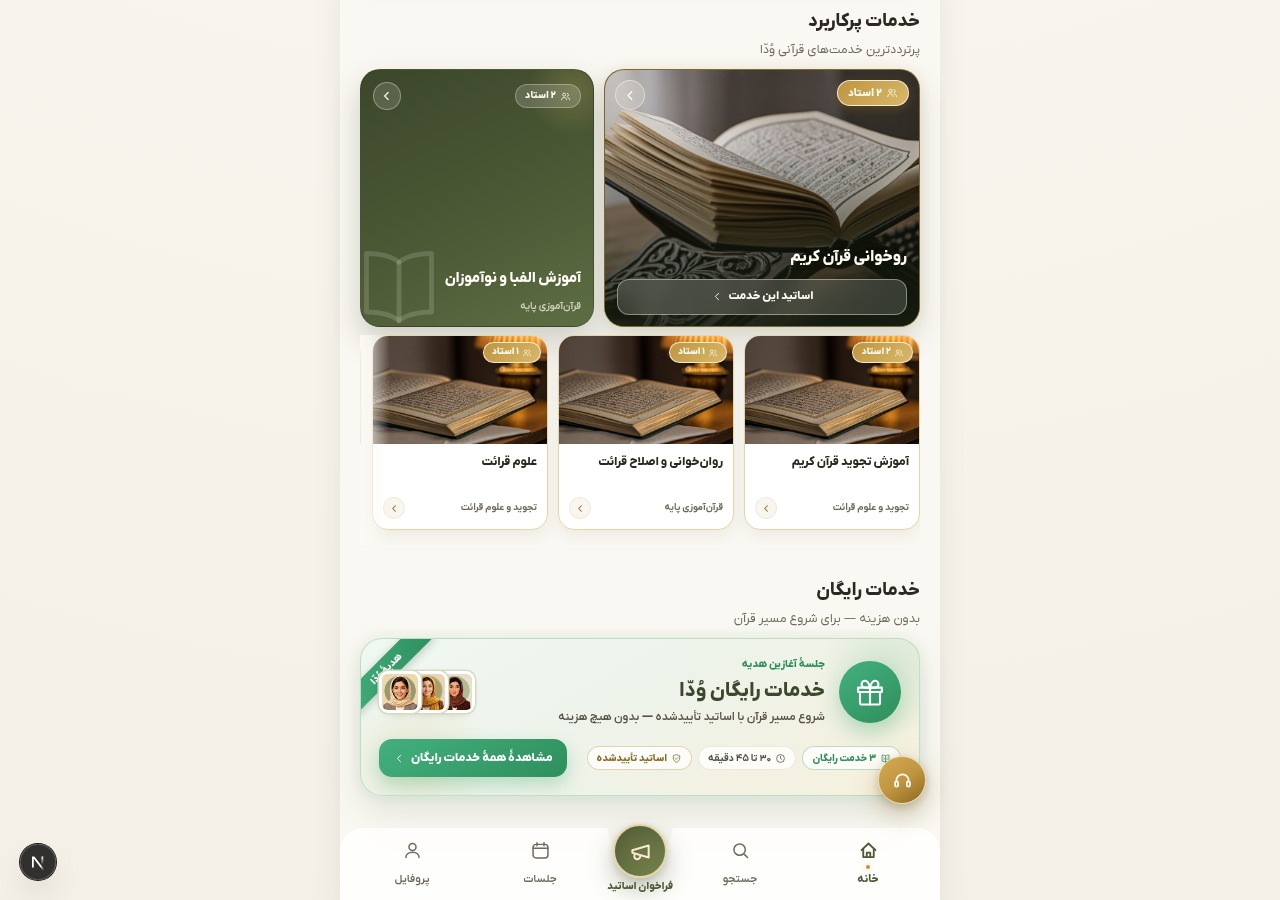 خدمات پرکاربرد
پرترددترین خدمت‌های قرآنی وُدّا
۲ استاد
روخوانی قرآن کریم
اساتید این خدمت
۲ استاد
آموزش الفبا و نوآموزان
قرآن‌آموزی پایه
۲ استاد
آموزش تجوید قرآن کریم
تجوید و علوم قرائت
۱ استاد
روان‌خوانی و اصلاح قرائت
قرآن‌آموزی پایه
۱ استاد
علوم قرائت
تجوید و علوم قرائت
خدمات رایگان
بدون هزینه — برای شروع مسیر قرآن
جلسهٔ آغازین هدیه
خدمات رایگان وُدّا
شروع مسیر قرآن با اساتید تأییدشده — بدون هیچ هزینه
۳ خدمت رایگان
۳۰ تا ۴۵ دقیقه
اساتید تأییدشده
مشاهدهٔ همهٔ خدمات رایگان
خانه
جستجو
فراخوان اساتید
جلسات
پروفایل
N